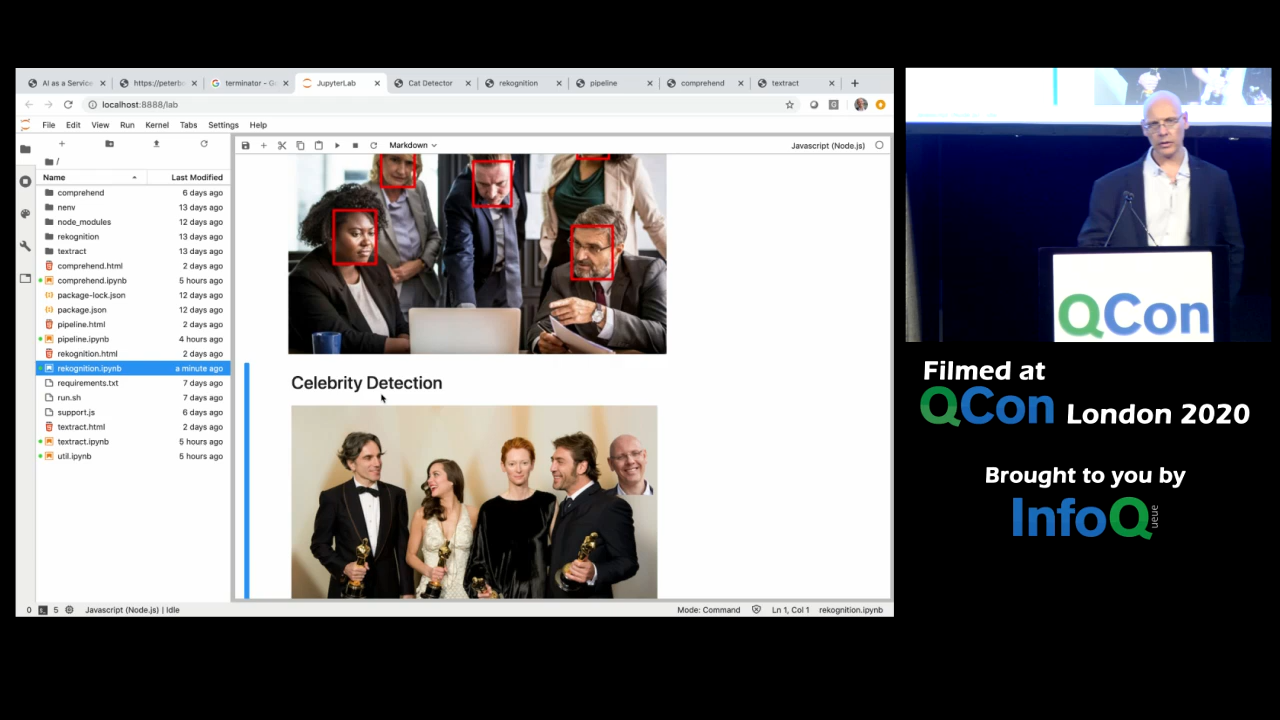 AI as a Service
https://peterb
terminator - G
JupyterLab
Cat Detector
rekognition
pipeline
comprehend
textract
localhost:8888/lab
File Edit View Run Kernel Tabs Settings Help
Markdown
Javascript (Node.js)
/
Name Last Modified
comprehend 6 days ago
nenv 13 days ago
node_modules 12 days ago
rekognition 13 days ago
textract 13 days ago
comprehend.html 2 days ago
comprehend.ipynb 5 hours ago
package-lock.json 12 days ago
package.json 12 days ago
pipeline.html 2 days ago
pipeline.ipynb 4 hours ago
rekognition.html 2 days ago
rekognition.ipynb a minute ago
requirements.txt 7 days ago
run.sh 7 days ago
support.js 6 days ago
textract.html 2 days ago
textract.ipynb 5 hours ago
util.ipynb 5 hours ago
Celebrity Detection
0 5 Javascript (Node.js) | Idle
Mode: Command Ln 1, Col 1 rekognition.ipynb
QCon
Filmed at
QCon London 2020
Brought to you by
InfoQ ueue